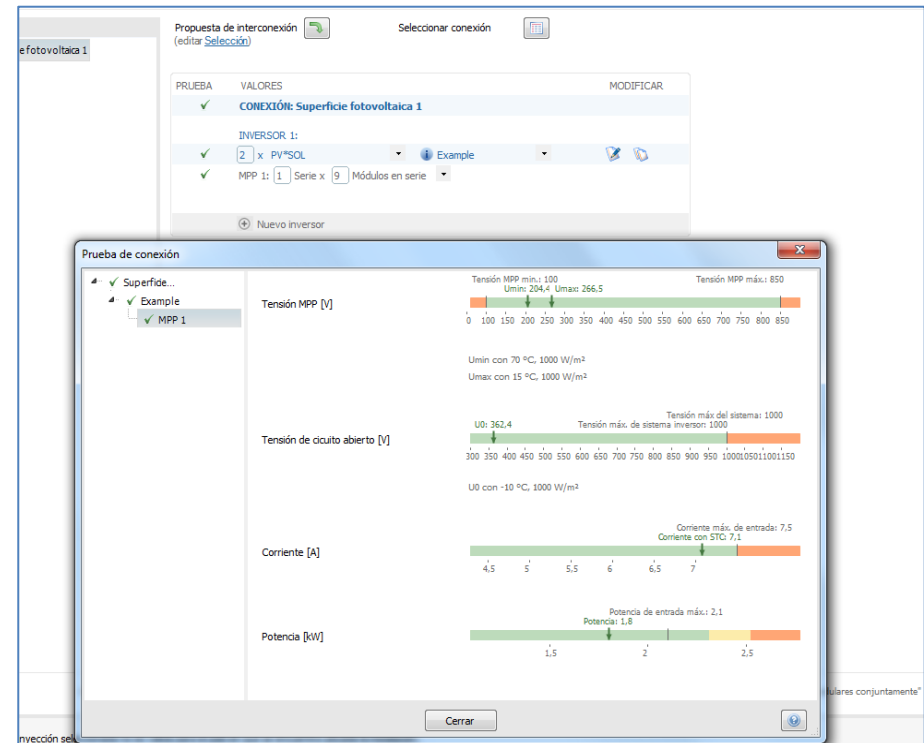 Propuesta de interconexión
(editar Selección)
Seleccionar conexión
e fotovoltaica 1
PRUEBA VALORES MODIFICAR
CONEXIÓN: Superficie fotovoltaica 1
INVERSOR 1:
2 x PV*SOL Example
MPP 1: 1 Serie x 9 Módulos en serie
Nuevo inversor
Prueba de conexión
Superfide...
Example
MPP 1
Tensión MPP [V]
Tensión MPP min.: 100 Tensión MPP máx.: 850
Umin: 204,4 Umax: 266,5
0 100 150 200 250 300 350 400 450 500 550 600 650 700 750 800 850
Umin con 70 ºC, 1000 W/m²
Umax con 15 ºC, 1000 W/m²
Tensión de cicuito abierto [V]
Tensión máx del sistema: 1000
U0: 362,4 Tensión máx. de sistema inversor: 1000
300 350 400 450 500 550 600 650 700 750 800 850 900 950 1000105011001150
U0 con -10 ºC, 1000 W/m²
Corriente [A]
Corriente máx. de entrada: 7,5
Corriente con STC: 7,1
4,5 5 5,5 6 6,5 7
Potencia [kW]
Potencia de entrada máx.: 2,1
Potencia: 1,8
1,5 2 2,5
ulares conjuntamente"
Cerrar
nvección sel